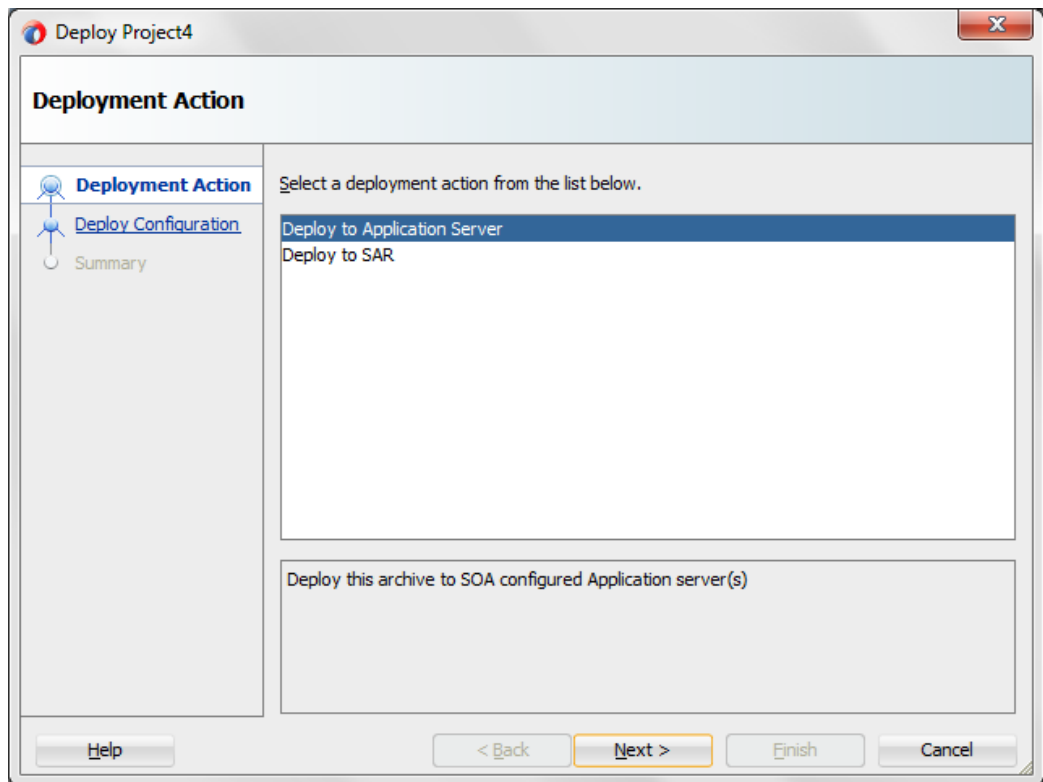 Deploy Project4
Deployment Action
Deployment Action
Deploy Configuration
Summary
Select a deployment action from the list below.
Deploy to Application Server
Deploy to SAR
Deploy this archive to SOA configured Application server(s)
Help
< Back
Next >
Finish
Cancel